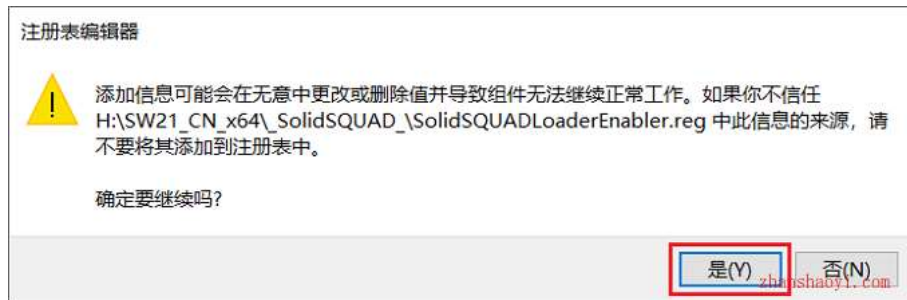 注册表编辑器
添加信息可能会在无意中更改或删除值并导致组件无法继续正常工作。如果你不信任
H:\SW21_CN_x64\_SolidSQUAD_\SolidSQUADLoaderEnabler.reg 中此信息的来源，请
不要将其添加到注册表中。
确定要继续吗?
是(Y)
否(N)
zhanshaoyi.com